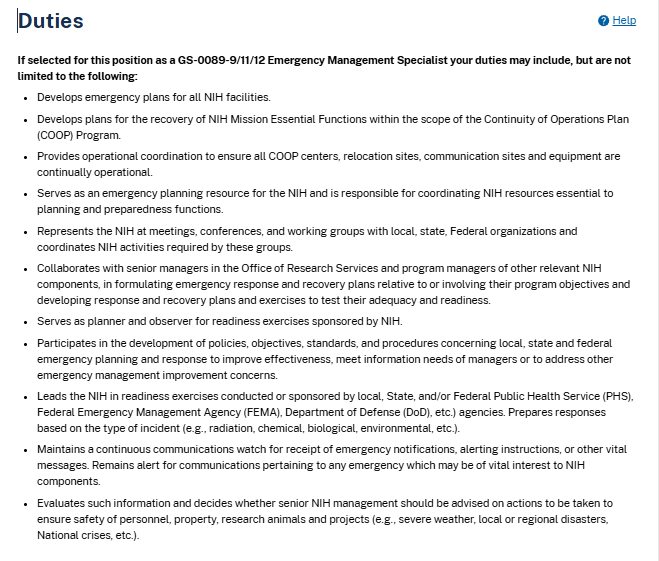 Duties
Help
If selected for this position as a GS-0089-9/11/12 Emergency Management Specialist your duties may include, but are not
limited to the following:
• Develops emergency plans for all NIH facilities.
• Develops plans for the recovery of NIH Mission Essential Functions within the scope of the Continuity of Operations Plan
(COOP) Program.
• Provides operational coordination to ensure all COOP centers, relocation sites, communication sites and equipment are
continually operational.
• Serves as an emergency planning resource for the NIH and is responsible for coordinating NIH resources essential to
planning and preparedness functions.
• Represents the NIH at meetings, conferences, and working groups with local, state, Federal organizations and
coordinates NIH activities required by these groups.
• Collaborates with senior managers in the Office of Research Services and program managers of other relevant NIH
components, in formulating emergency response and recovery plans relative to or involving their program objectives and
developing response and recovery plans and exercises to test their adequacy and readiness.
• Serves as planner and observer for readiness exercises sponsored by NIH.
• Participates in the development of policies, objectives, standards, and procedures concerning local, state and federal
emergency planning and response to improve effectiveness, meet information needs of managers or to address other
emergency management improvement concerns.
• Leads the NIH in readiness exercises conducted or sponsored by local, State, and/or Federal Public Health Service (PHS),
Federal Emergency Management Agency (FEMA), Department of Defense (DoD), etc.) agencies. Prepares responses
based on the type of incident (e.g., radiation, chemical, biological, environmental, etc.).
• Maintains a continuous communications watch for receipt of emergency notifications, alerting instructions, or other vital
messages. Remains alert for communications pertaining to any emergency which may be of vital interest to NIH
components.
• Evaluates such information and decides whether senior NIH management should be advised on actions to be taken to
ensure safety of personnel, property, research animals and projects (e.g., severe weather, local or regional disasters,
National crises, etc.).